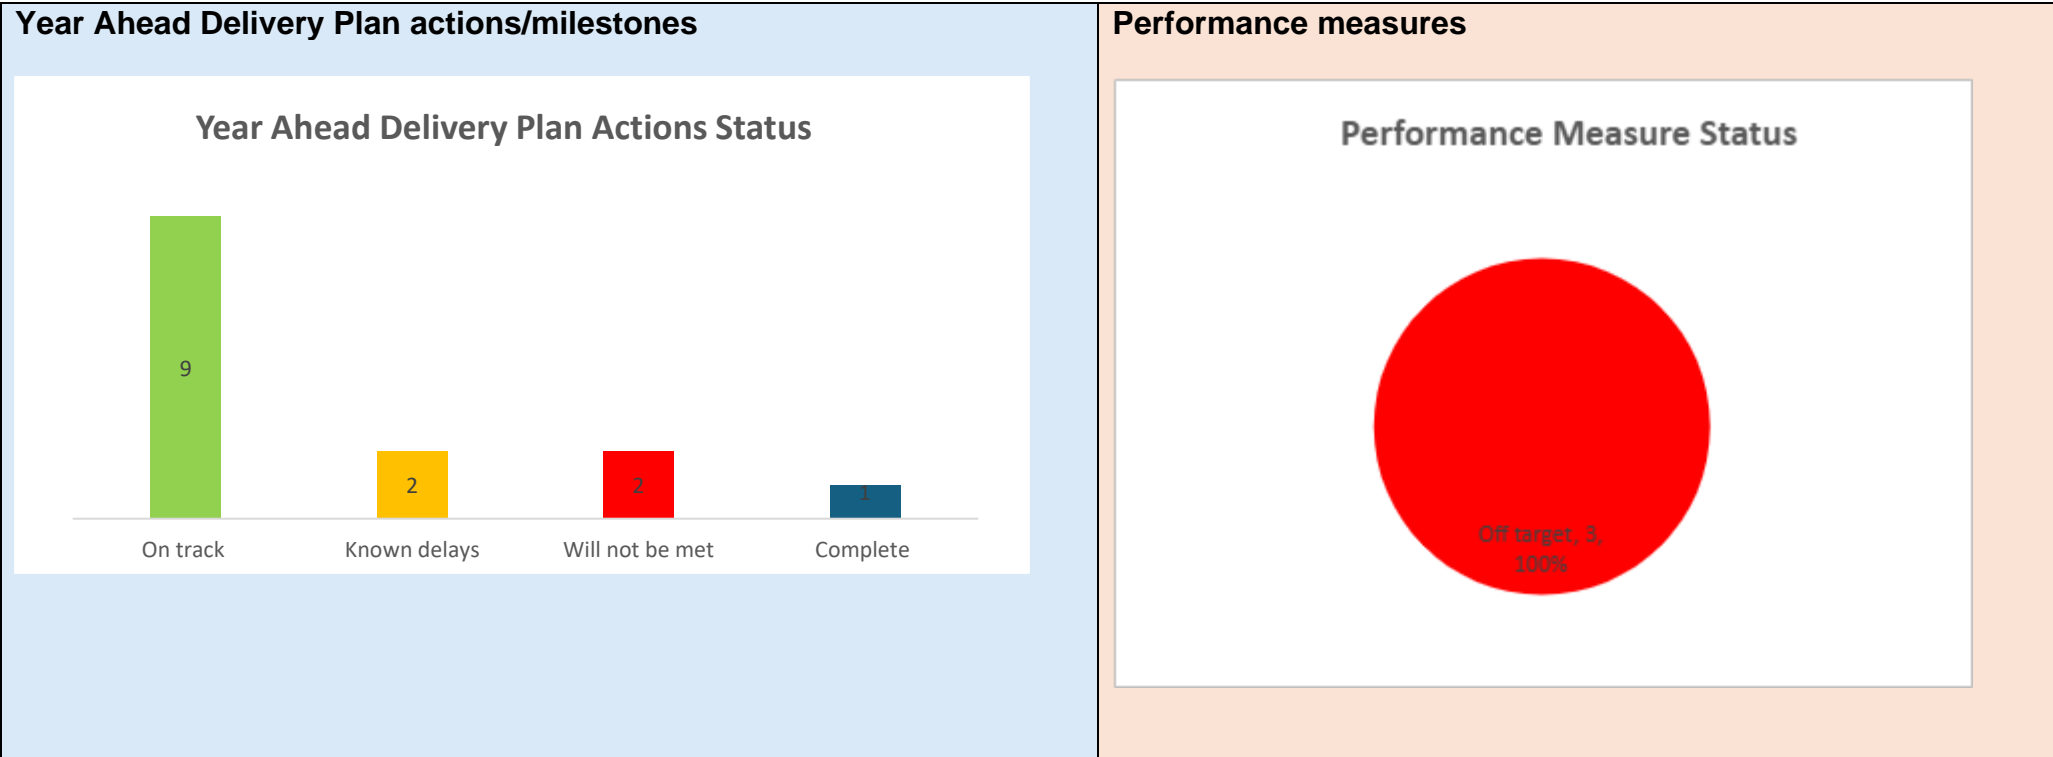 Year Ahead Delivery Plan actions/milestones
Year Ahead Delivery Plan Actions Status
9
2
2
1
On track
Known delays
Will not be met
Complete
Performance measures
Performance Measure Status
Off target, 3,
100%